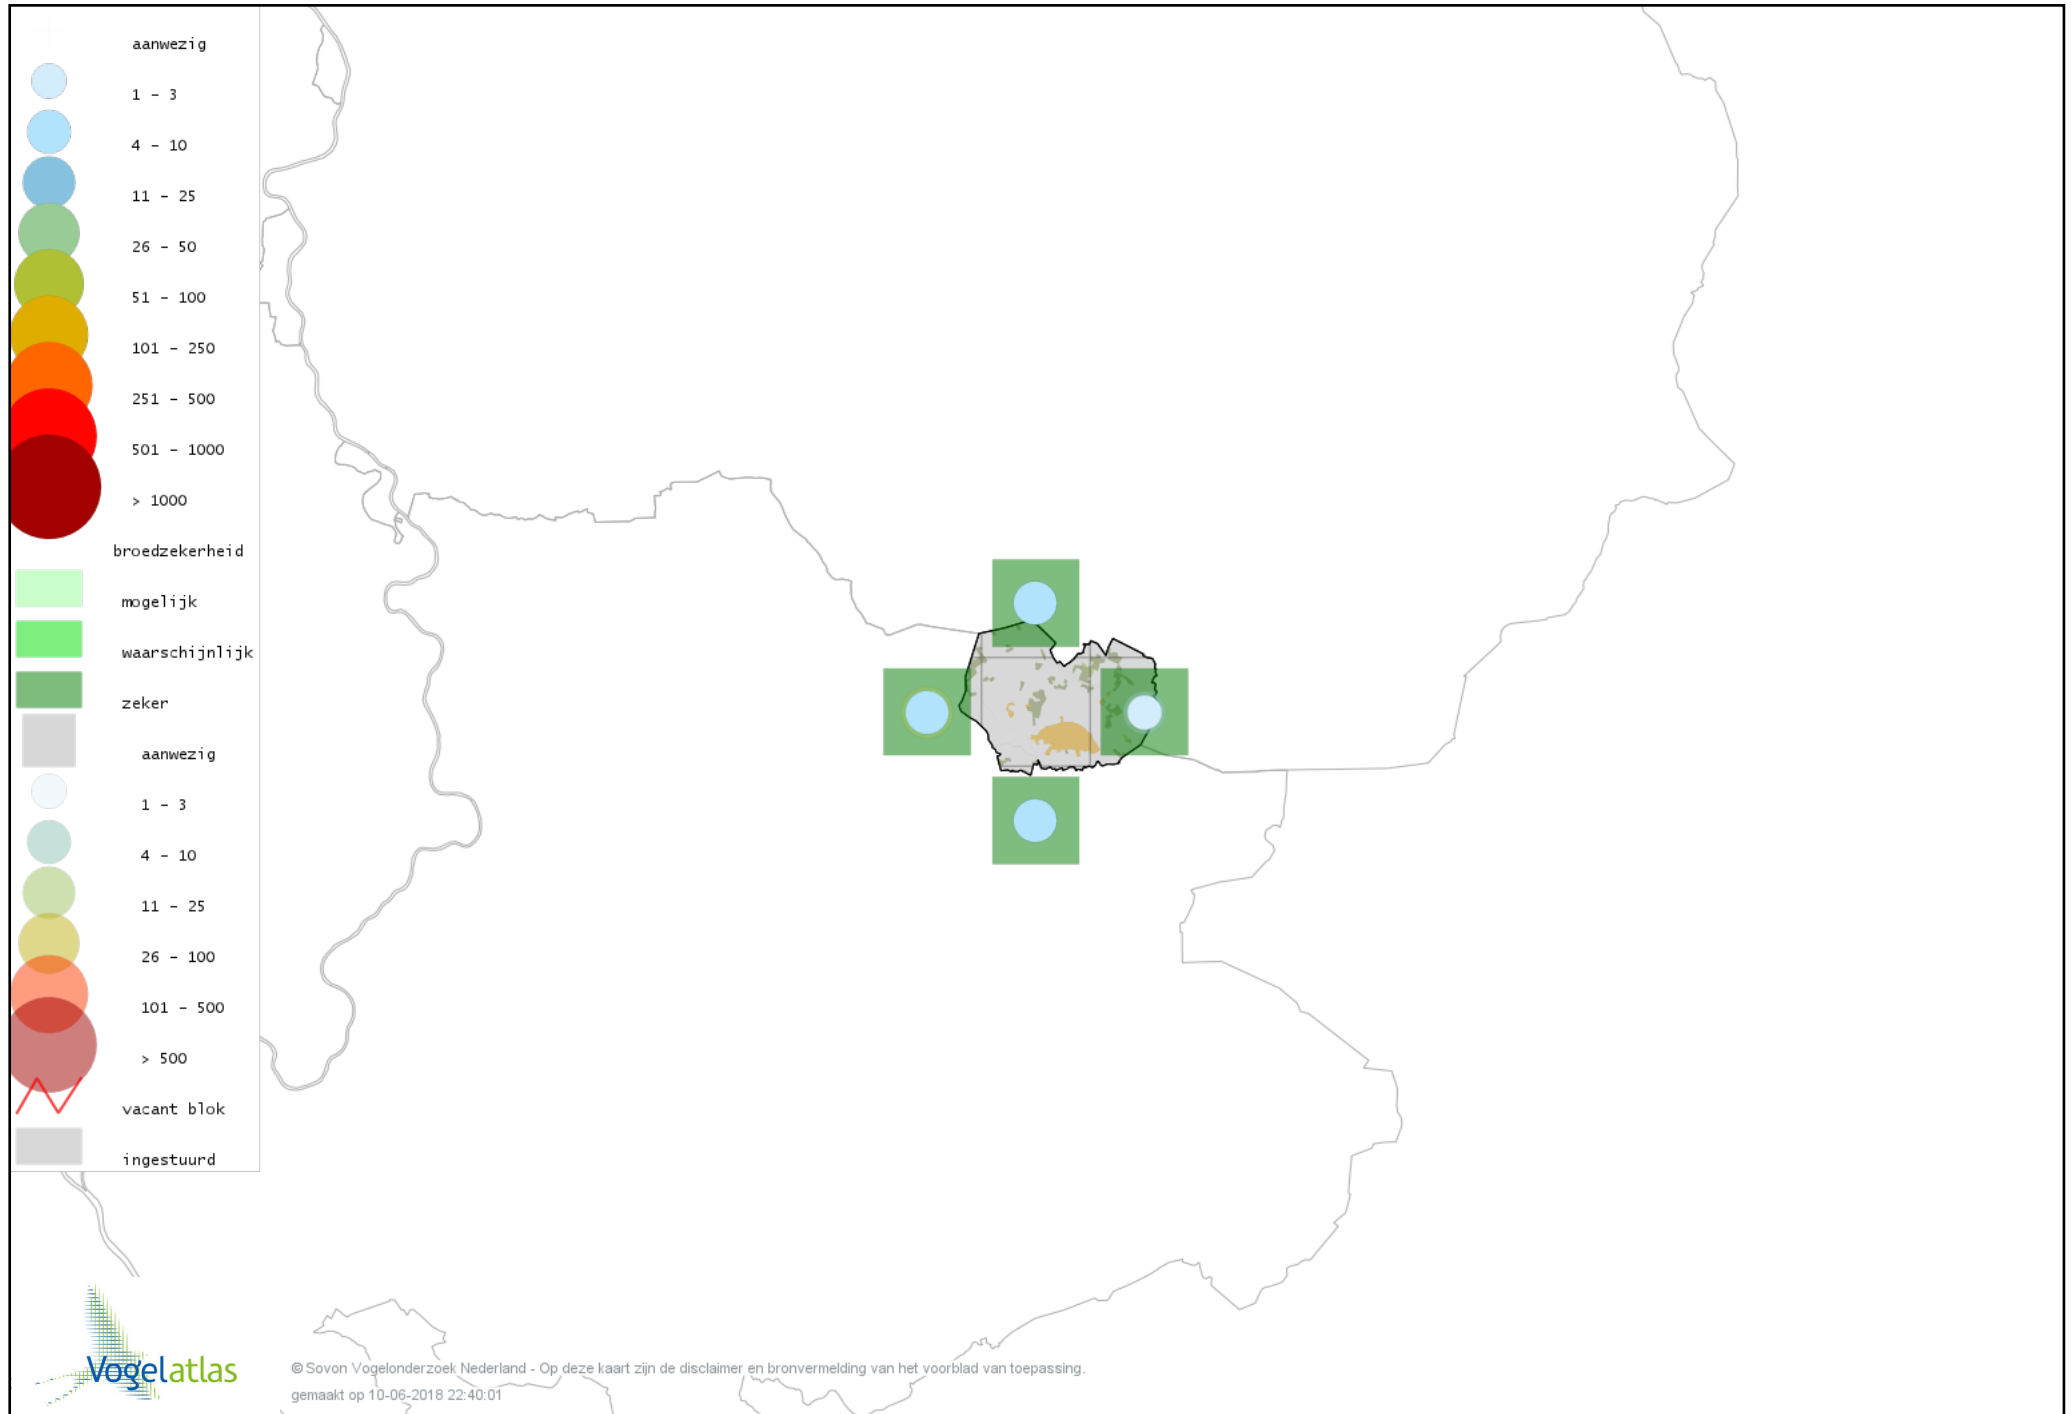 aanwezig
1 - 3
4 - 10
11 - 25
26 - 50
51 - 100
101 - 250
251 - 500
501 - 1000
> 1000
broedzekerheid
mogelijk
waarschijnlijk
zeker
aanwezig
1 - 3
4 - 10
11 - 25
26 - 100
101 - 500
> 500
vacant blok
ingestuurd
Vogelatlas
© Sovon Vogelonderzoek Nederland - Op deze kaart zijn de disclaimer en bronvermelding van het voorblad van toepassing.
gemaakt op 10-06-2018 22:40:01